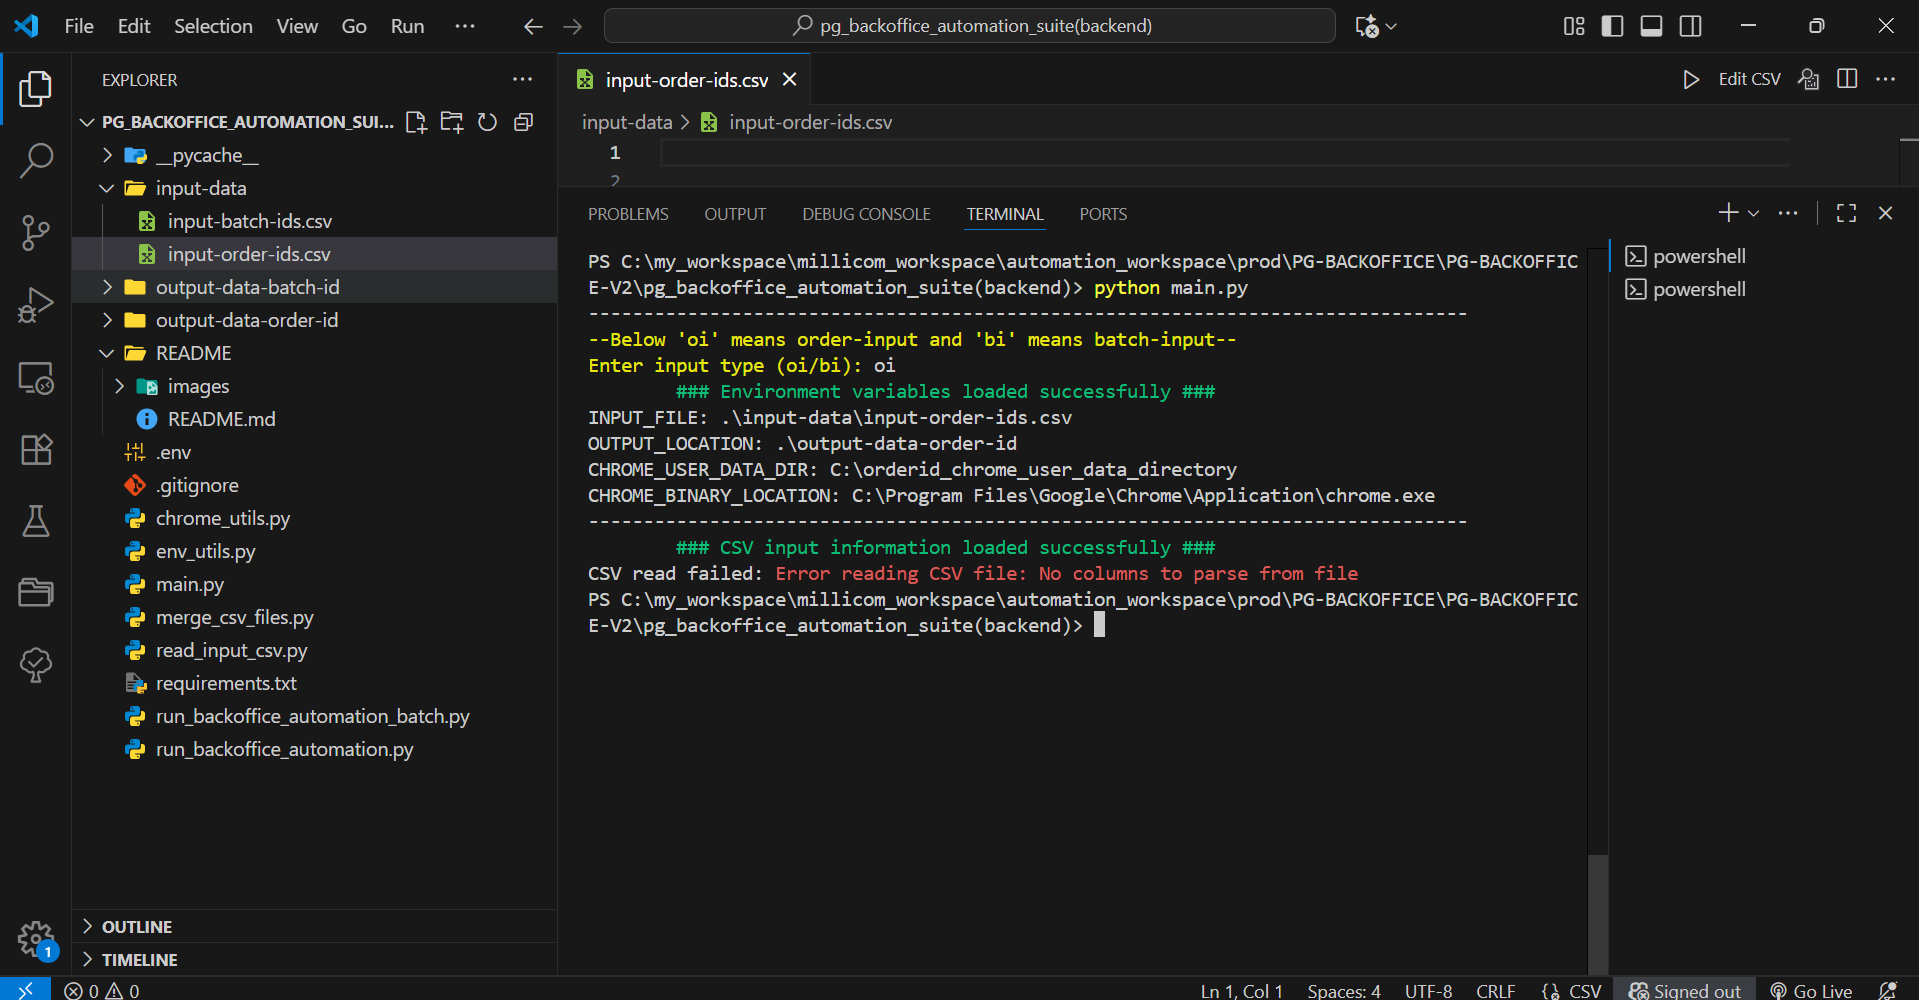 File Edit Selection View Go Run ···
pg_backoffice_automation_suite(backend)
EXPLORER
PG_BACKOFFICE_AUTOMATION_SUI...
__pycache__
input-data
input-batch-ids.csv
input-order-ids.csv
output-data-batch-id
output-data-order-id
README
images
README.md
.env
.gitignore
chrome_utils.py
env_utils.py
main.py
merge_csv_files.py
read_input_csv.py
requirements.txt
run_backoffice_automation_batch.py
run_backoffice_automation.py
OUTLINE
TIMELINE
1
input-order-ids.csv
Edit CSV
input-data > input-order-ids.csv
1
2
PROBLEMS OUTPUT DEBUG CONSOLE TERMINAL PORTS
PS C:\my_workspace\millicom_workspace\automation_workspace\prod\PG-BACKOFFICE\PG-BACKOFFIC
E-V2\pg_backoffice_automation_suite(backend)> python main.py
--------------------------------------------------------------------------------
--Below 'oi' means order-input and 'bi' means batch-input--
Enter input type (oi/bi): oi
### Environment variables loaded successfully ###
INPUT_FILE: .\input-data\input-order-ids.csv
OUTPUT_LOCATION: .\output-data-order-id
CHROME_USER_DATA_DIR: C:\orderid_chrome_user_data_directory
CHROME_BINARY_LOCATION: C:\Program Files\Google\Chrome\Application\chrome.exe
--------------------------------------------------------------------------------
### CSV input information loaded successfully ###
CSV read failed: Error reading CSV file: No columns to parse from file
PS C:\my_workspace\millicom_workspace\automation_workspace\prod\PG-BACKOFFICE\PG-BACKOFFIC
E-V2\pg_backoffice_automation_suite(backend)>
powershell
powershell
0 0
Ln 1, Col 1 Spaces: 4 UTF-8 CRLF {} CSV Signed out Go Live